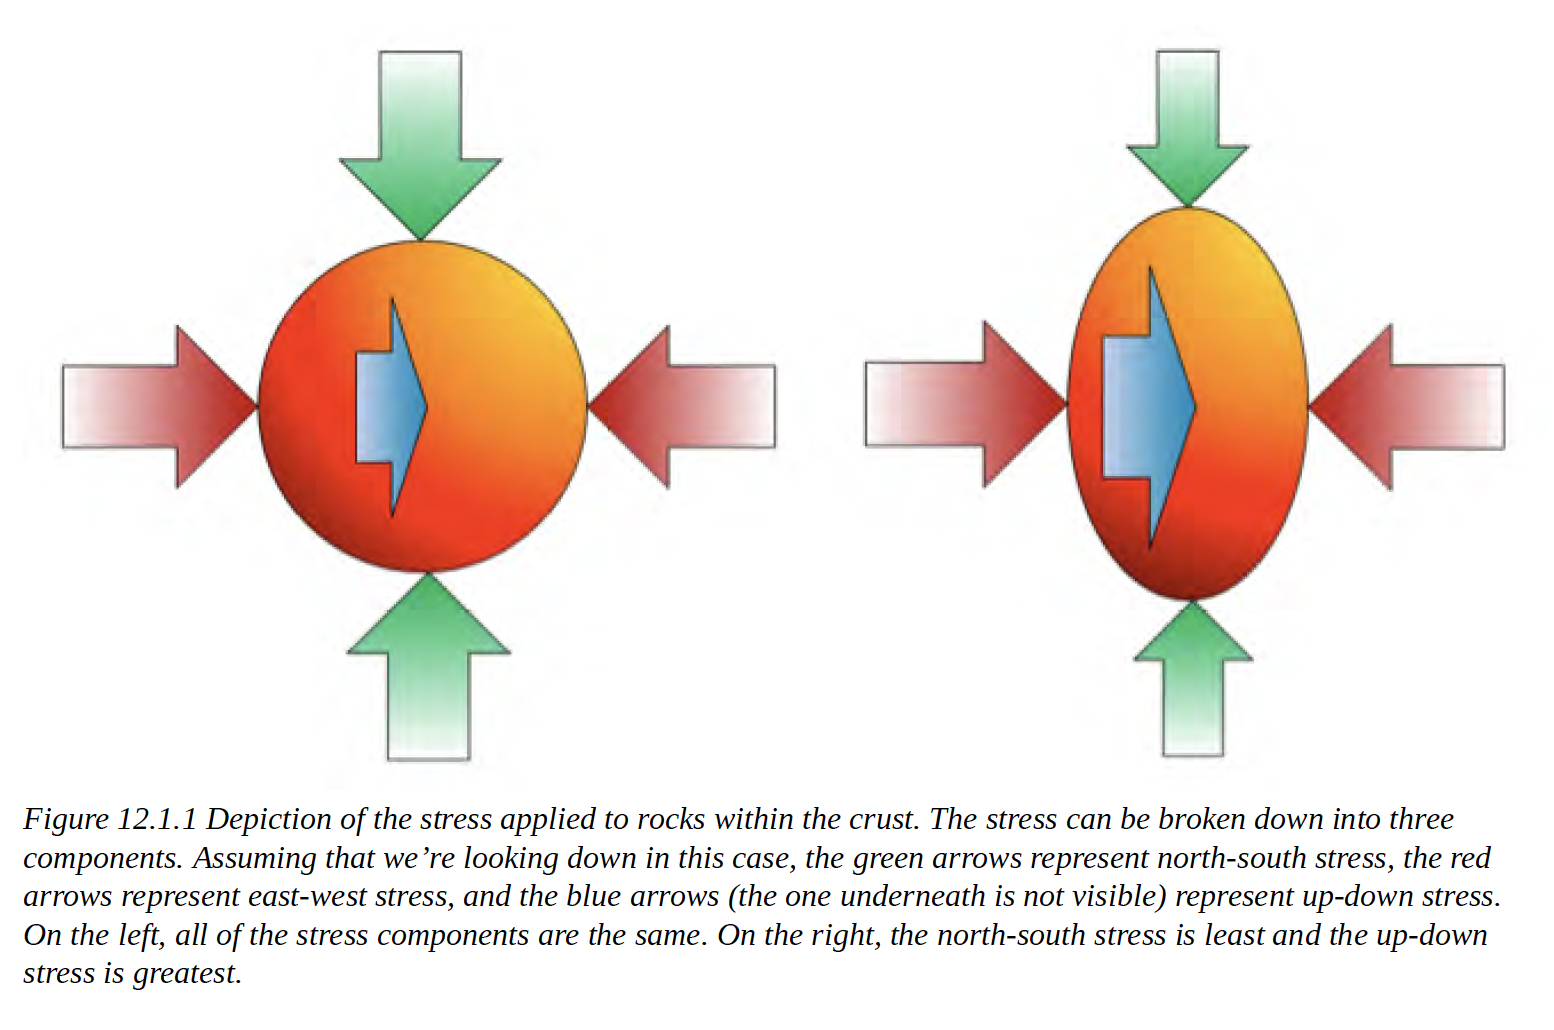 Figure 12.1.1 Depiction of the stress applied to rocks within the crust. The stress can be broken down into three
components. Assuming that we’re looking down in this case, the green arrows represent north-south stress, the red
arrows represent east-west stress, and the blue arrows (the one underneath is not visible) represent up-down stress.
On the left, all of the stress components are the same. On the right, the north-south stress is least and the up-down
stress is greatest.